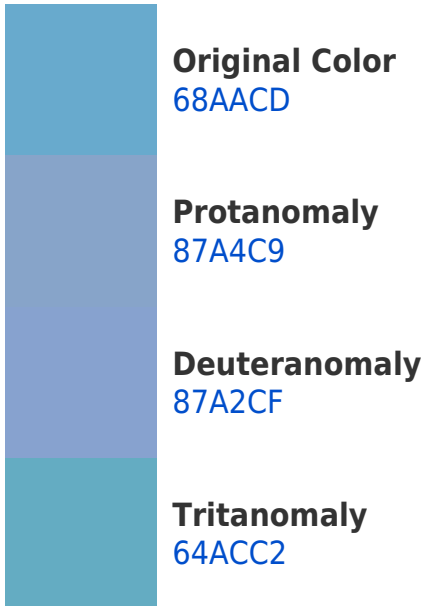 Original Color
68AACD
Protanomaly
87A4C9
Deuteranomaly
87A2CF
Tritanomaly
64ACC2